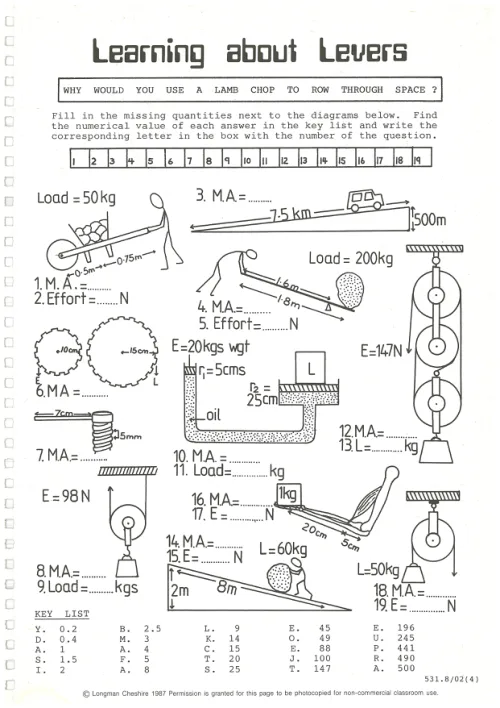 Learning about Levers
WHY WOULD YOU USE A LAMB CHOP TO ROW THROUGH SPACE ?
Fill in the missing quantities next to the diagrams below. Find
the numerical value of each answer in the key list and write the
corresponding letter in the box with the number of the question.
1 2 3 4 5 6 7 8 9 10 11 12 13 14 15 16 17 18 19
Load = 50kg
0.5m 0.75m
1. M.A.=........
2. Effort=......N
3. M.A.=........
7.5 km
500m
Load = 200kg
1.6m
1.8m
4. M.A.=........
5. Effort=......N
10cm
15cm
E L
6. MA = ........
E=20kgs wgt
r1=5cms
r2 = 25cm
L
oil
10. M.A. = ........
11. Load=........ kg
E=147N
12. M.A.= ........
13. L= ........ kg
7cm
5mm
7. M.A.= ........
E = 98 N
8. M.A.= ........
9. Load=........ kgs
16. MA=........
17. E= ........ N
1kg
20cm 5cm
14. M.A.= ........
15. E= ........ N
L=60kg
2m
8m
L=50kg
18. M.A.= ........
19. E= ........ N
KEY LIST
Y. 0.2 B. 2.5 L. 9 E. 45 E. 196
D. 0.4 M. 3 K. 14 O. 49 U. 245
A. 1 A. 4 C. 15 E. 88 P. 441
S. 1.5 F. 5 T. 20 J. 100 R. 490
I. 2 A. 8 S. 25 T. 147 A. 500
531.8/02(4)
© Longman Cheshire 1987 Permission is granted for this page to be photocopied for non-commercial classroom use.